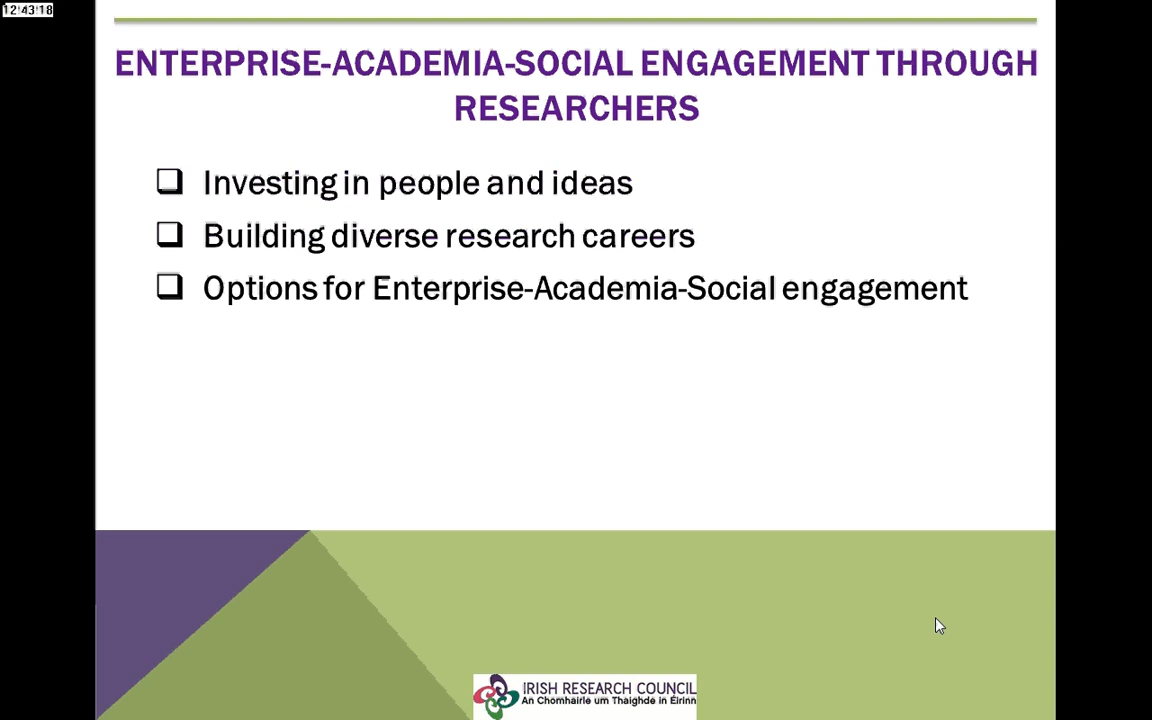 12:43:18
ENTERPRISE-ACADEMIA-SOCIAL ENGAGEMENT THROUGH
RESEARCHERS
Investing in people and ideas
Building diverse research careers
Options for Enterprise-Academia-Social engagement
IRISH RESEARCH COUNCIL
An Chomhairle um Thaighde in Éirinn